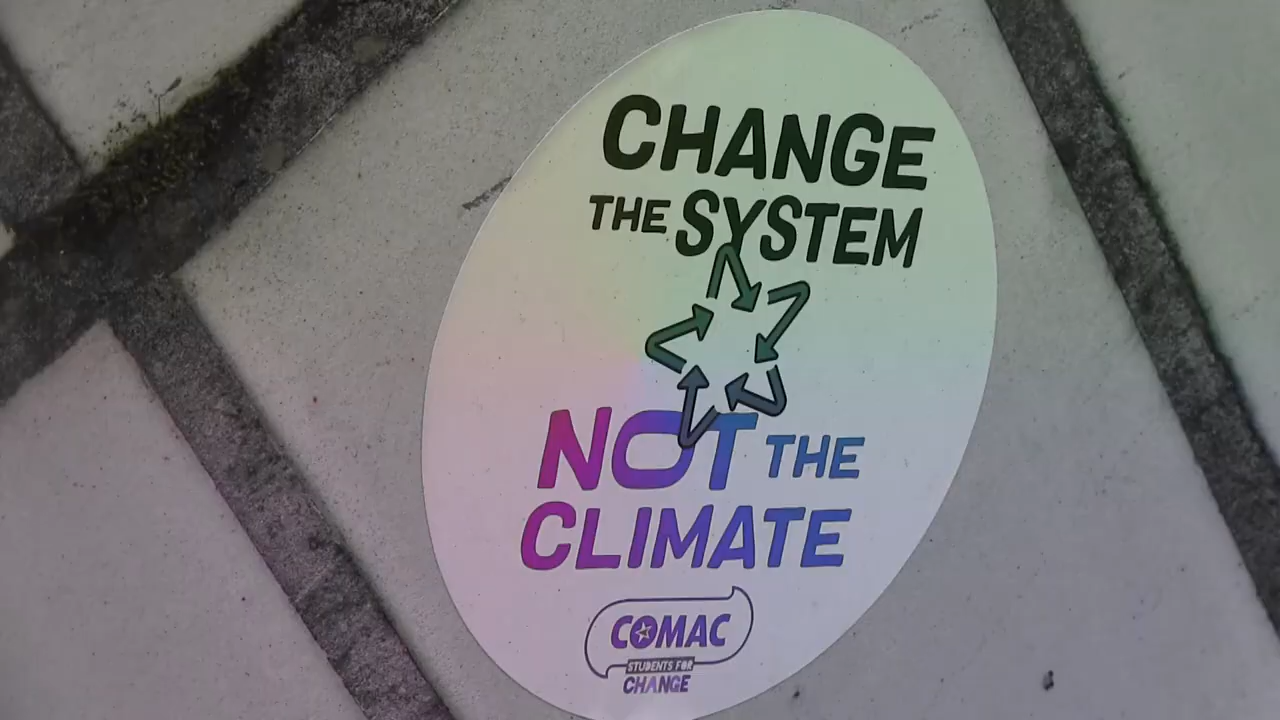 CHANGE
THE SYSTEM
NOT THE
CLIMATE
COMAC
STUDENTS FOR
CHANGE